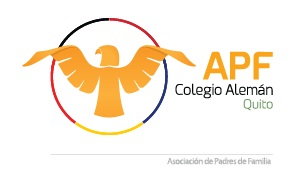 APF
Colegio Alemán
Quito
Asociación de Padres de Familia